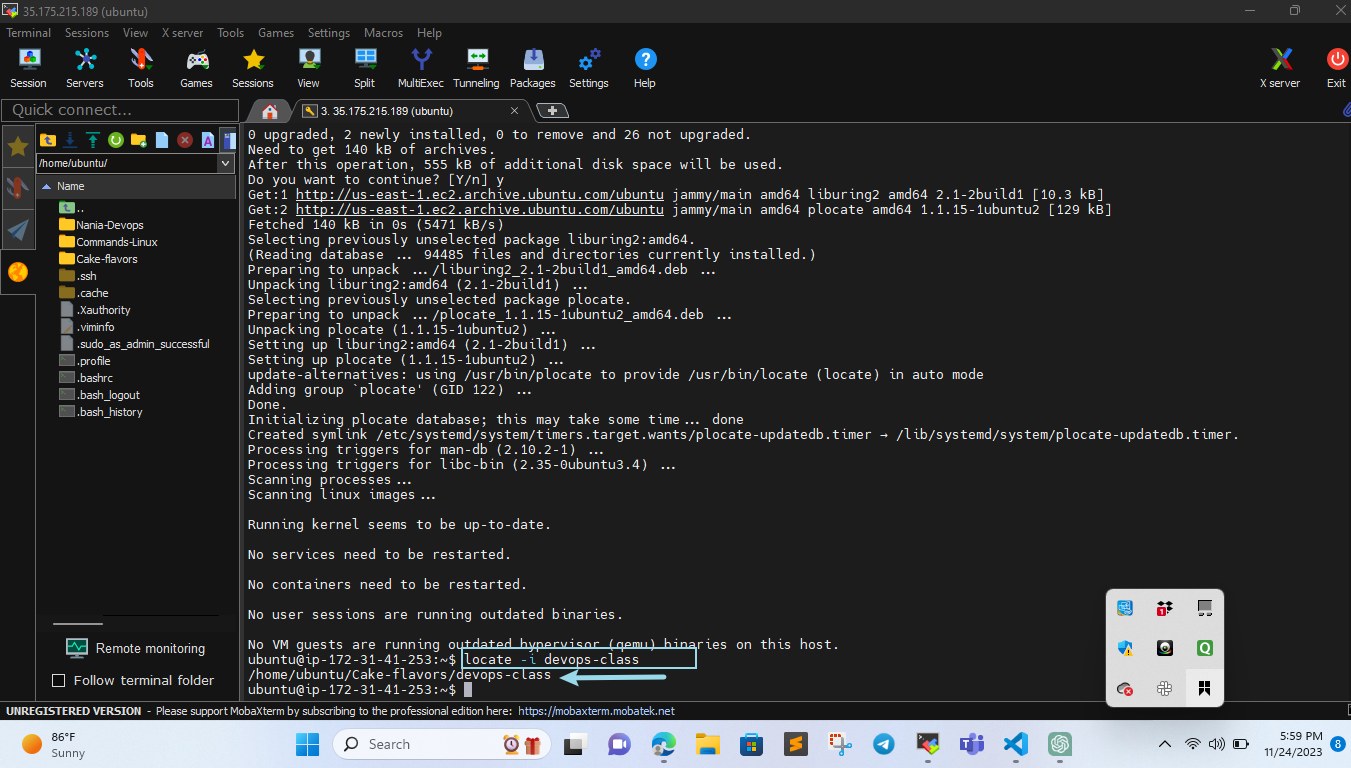 35.175.215.189 (ubuntu)
Terminal Sessions View X server Tools Games Settings Macros Help
Session Servers Tools Games Sessions View Split MultiExec Tunneling Packages Settings Help X server Exit
Quick connect...
3. 35.175.215.189 (ubuntu)
/home/ubuntu/
Name
..
Nania-Devops
Commands-Linux
Cake-flavors
.ssh
.cache
.Xauthority
.viminfo
.sudo_as_admin_successful
.profile
.bashrc
.bash_logout
.bash_history
Remote monitoring
Follow terminal folder
0 upgraded, 2 newly installed, 0 to remove and 26 not upgraded.
Need to get 140 kB of archives.
After this operation, 555 kB of additional disk space will be used.
Do you want to continue? [Y/n] y
Get:1 http://us-east-1.ec2.archive.ubuntu.com/ubuntu jammy/main amd64 liburing2 amd64 2.1-2build1 [10.3 kB]
Get:2 http://us-east-1.ec2.archive.ubuntu.com/ubuntu jammy/main amd64 plocate amd64 1.1.15-1ubuntu2 [129 kB]
Fetched 140 kB in 0s (5471 kB/s)
Selecting previously unselected package liburing2:amd64.
(Reading database ... 94485 files and directories currently installed.)
Preparing to unpack .../liburing2_2.1-2build1_amd64.deb ...
Unpacking liburing2:amd64 (2.1-2build1) ...
Selecting previously unselected package plocate.
Preparing to unpack .../plocate_1.1.15-1ubuntu2_amd64.deb ...
Unpacking plocate (1.1.15-1ubuntu2) ...
Setting up liburing2:amd64 (2.1-2build1) ...
Setting up plocate (1.1.15-1ubuntu2) ...
update-alternatives: using /usr/bin/plocate to provide /usr/bin/locate (locate) in auto mode
Adding group `plocate' (GID 122) ...
Done.
Initializing plocate database; this may take some time... done
Created symlink /etc/systemd/system/timers.target.wants/plocate-updatedb.timer → /lib/systemd/system/plocate-updatedb.timer.
Processing triggers for man-db (2.10.2-1) ...
Processing triggers for libc-bin (2.35-0ubuntu3.4) ...
Scanning processes...
Scanning linux images...
Running kernel seems to be up-to-date.
No services need to be restarted.
No containers need to be restarted.
No user sessions are running outdated binaries.
No VM guests are running outdated hypervisor (qemu) binaries on this host.
ubuntu@ip-172-31-41-253:~$ locate -i devops-class
/home/ubuntu/Cake-flavors/devops-class
ubuntu@ip-172-31-41-253:~$
UNREGISTERED VERSION - Please support MobaXterm by subscribing to the professional edition here: https://mobaxterm.mobatek.net
86°F
Sunny
Search
5:59 PM
11/24/2023
8